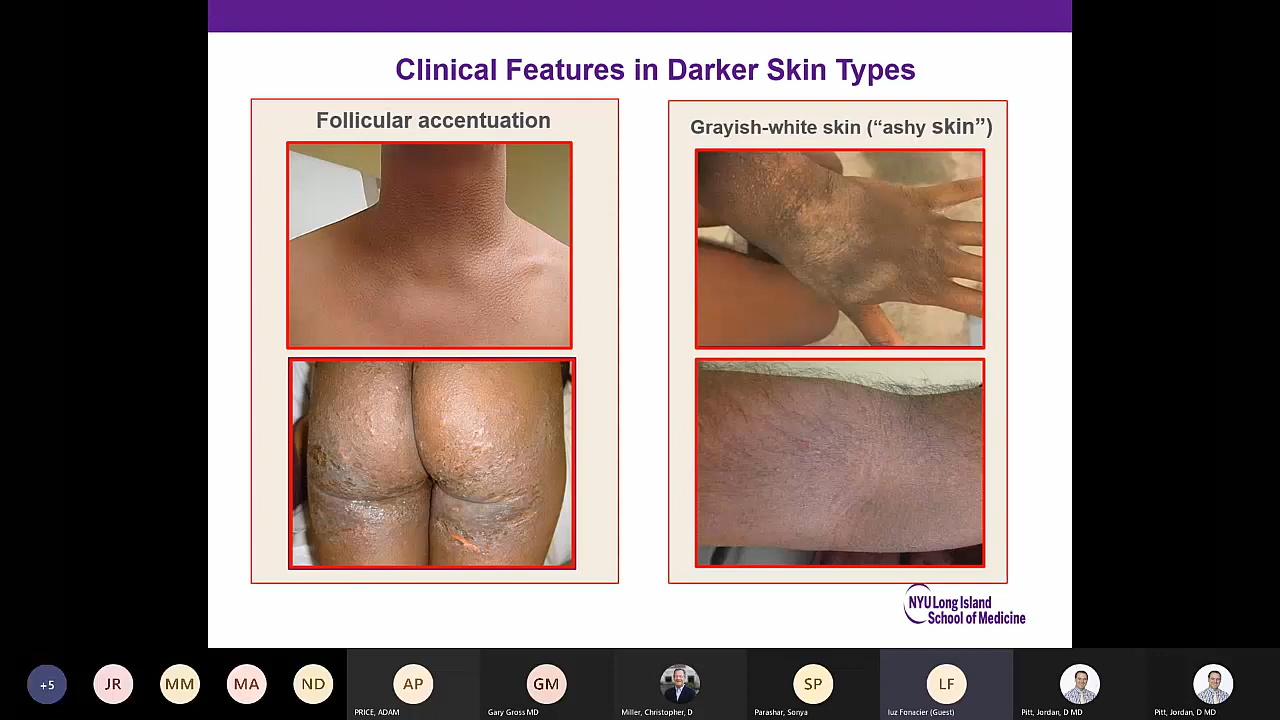 Clinical Features in Darker Skin Types
Follicular accentuation
Grayish-white skin (“ashy skin”)
NYU Long Island
School of Medicine
+5
JR
MM
MA
ND
AP
PRICE, ADAM
GM
Gary Gross MD
Miller, Christopher, D
SP
Parashar, Sonya
LF
luz Fonacier (Guest)
Pitt, Jordan, D MD
Pitt, Jordan, D MD